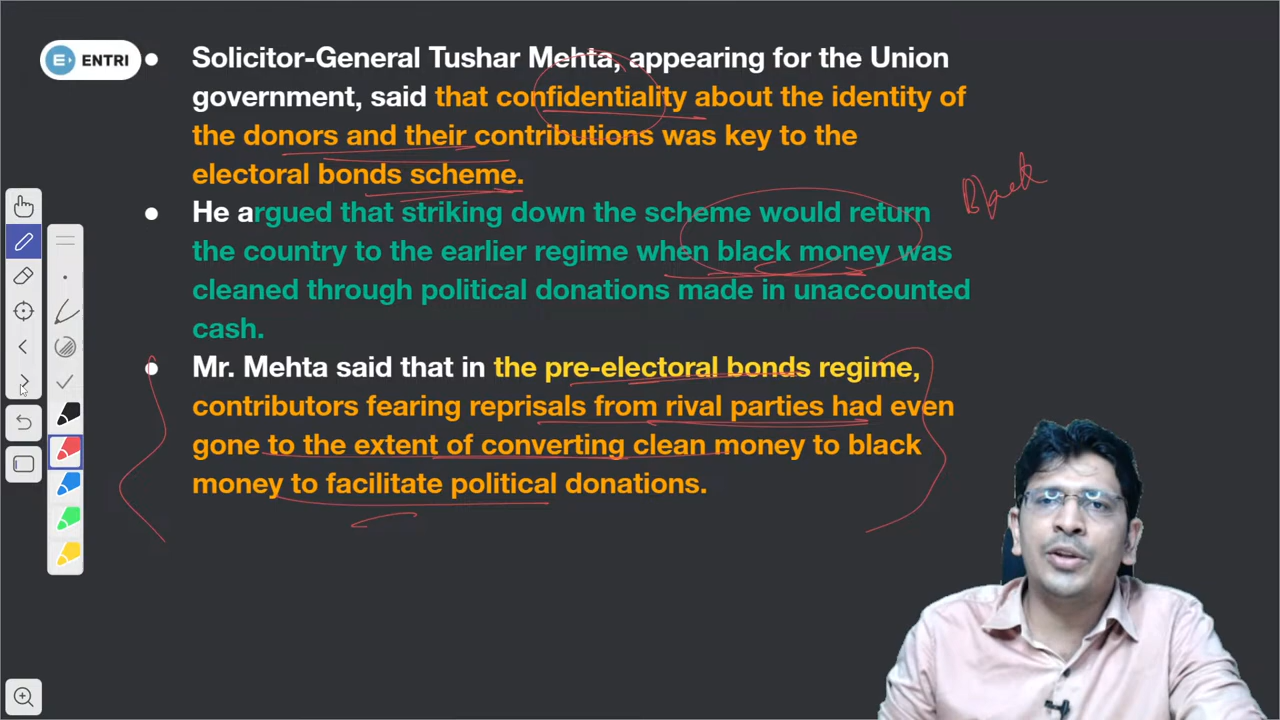 ENTRI
Solicitor-General Tushar Mehta, appearing for the Union
government, said that confidentiality about the identity of
the donors and their contributions was key to the
electoral bonds scheme.
He argued that striking down the scheme would return
the country to the earlier regime when black money was
cleaned through political donations made in unaccounted
cash.
Black
Mr. Mehta said that in the pre-electoral bonds regime,
contributors fearing reprisals from rival parties had even
gone to the extent of converting clean money to black
money to facilitate political donations.